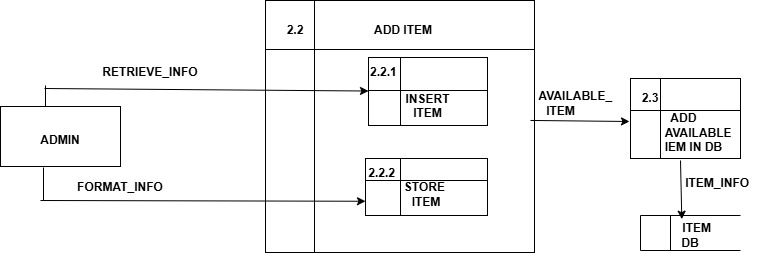 2.2
ADD ITEM
RETRIEVE_INFO
2.2.1
INSERT
ITEM
ADMIN
AVAILABLE_
ITEM
2.3
ADD
AVAILABLE
IEM IN DB
FORMAT_INFO
2.2.2
STORE
ITEM
ITEM_INFO
ITEM
DB